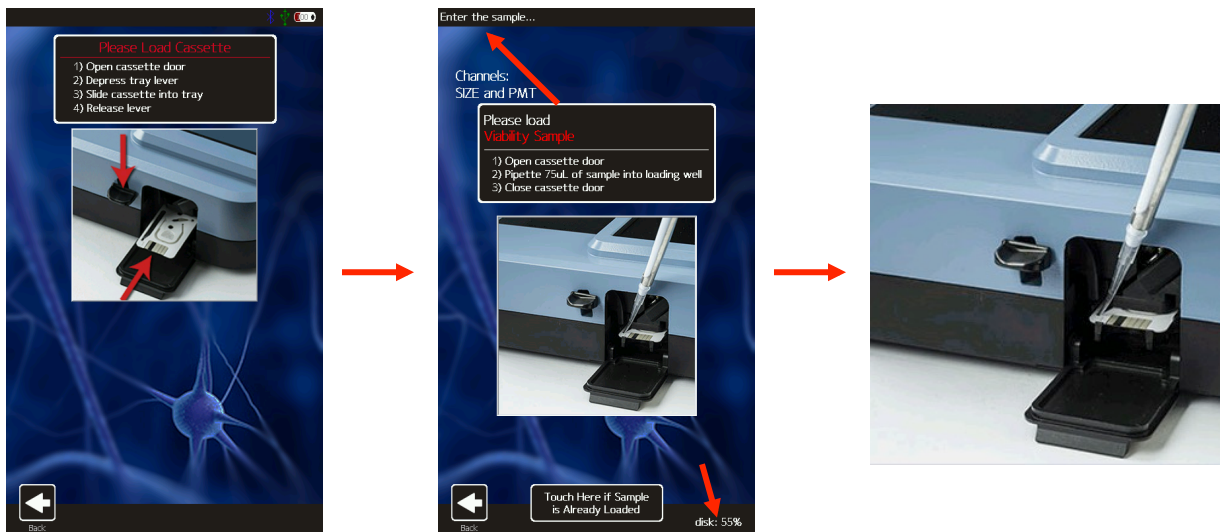 Please Load Cassette
1) Open cassette door
2) Depress tray lever
3) Slide cassette into tray
4) Release lever
Back
Enter the sample...
Channels:
SIZE and PMT
Please load
Viability Sample
1) Open cassette door
2) Pipette 75uL of sample into loading well
3) Close cassette door
Back
Touch Here if Sample
is Already Loaded
disk: 55%